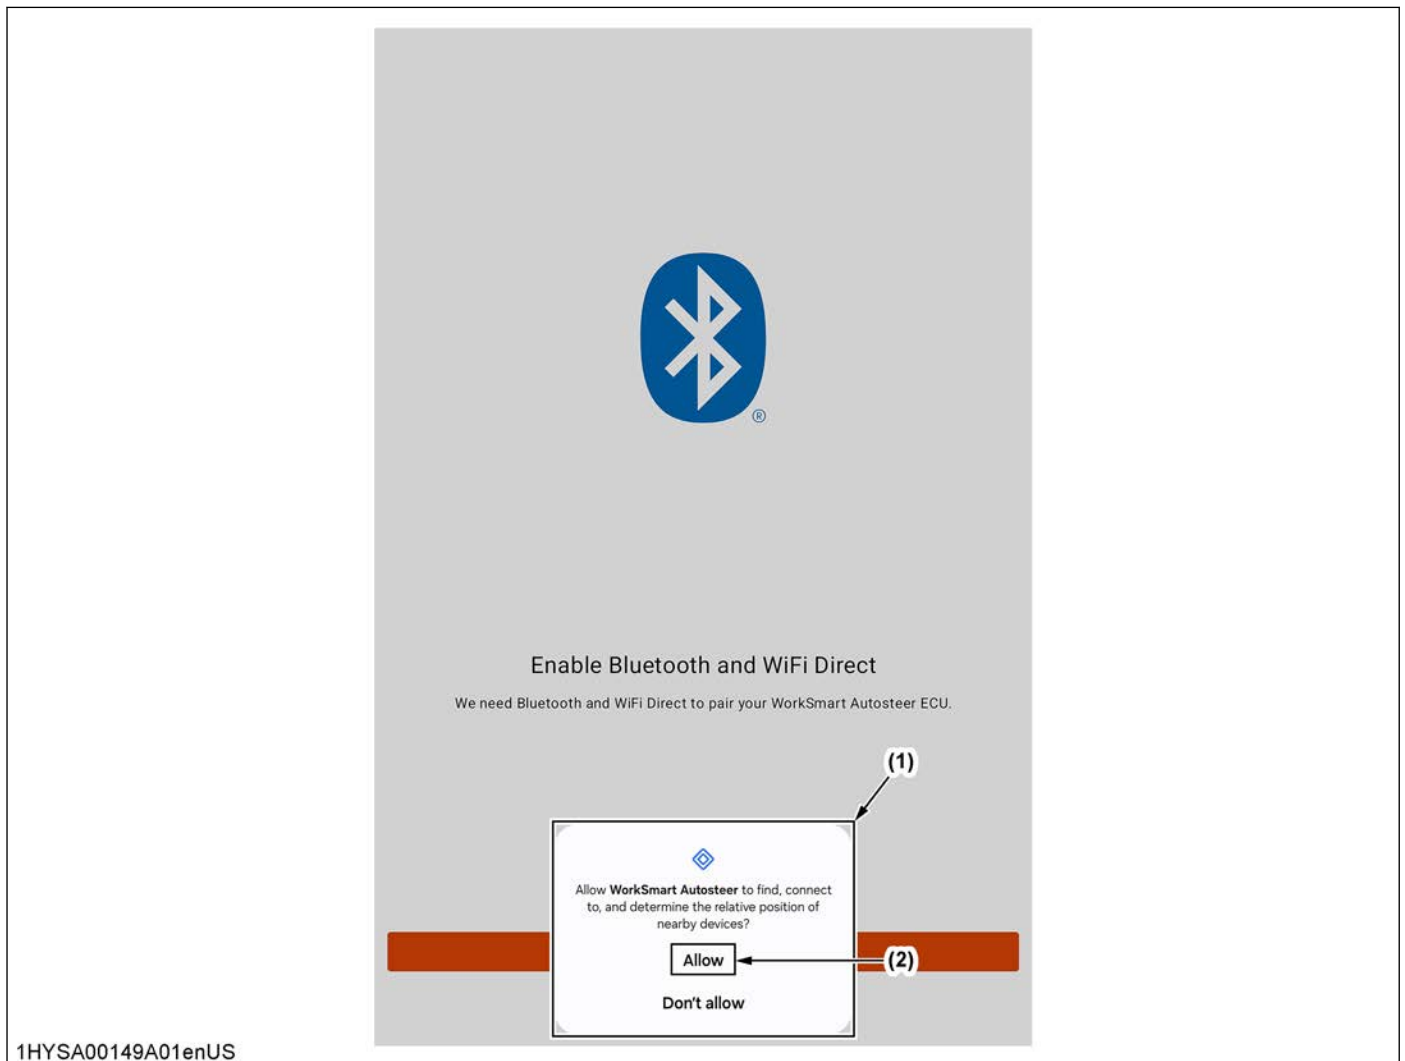 ®
Enable Bluetooth and WiFi Direct
We need Bluetooth and WiFi Direct to pair your WorkSmart Autosteer ECU.
(1)
Allow WorkSmart Autosteer to find, connect
to, and determine the relative position of
nearby devices?
Allow
(2)
Don't allow
1HYSA00149A01enUS